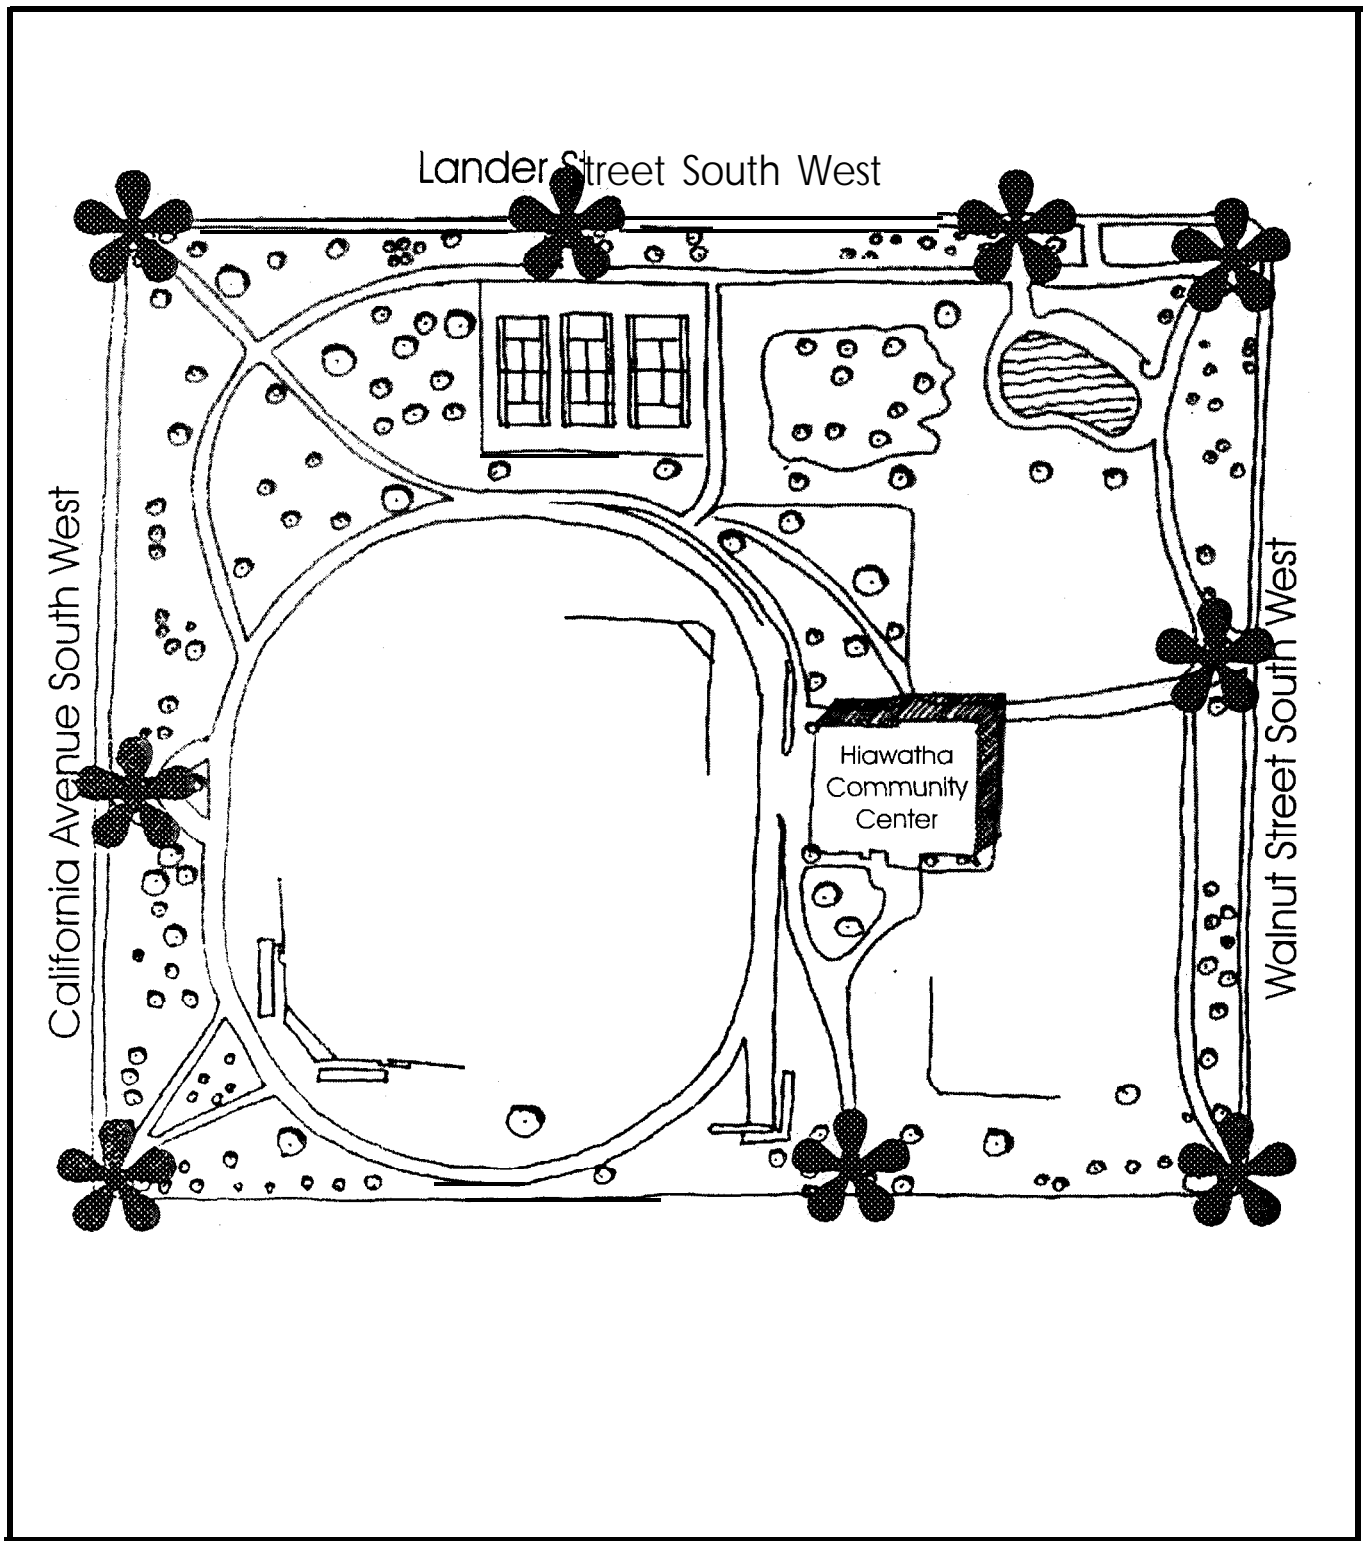 Lander Street South West
California Avenue South West
Walnut Street South West
Hiawatha
Community
Center